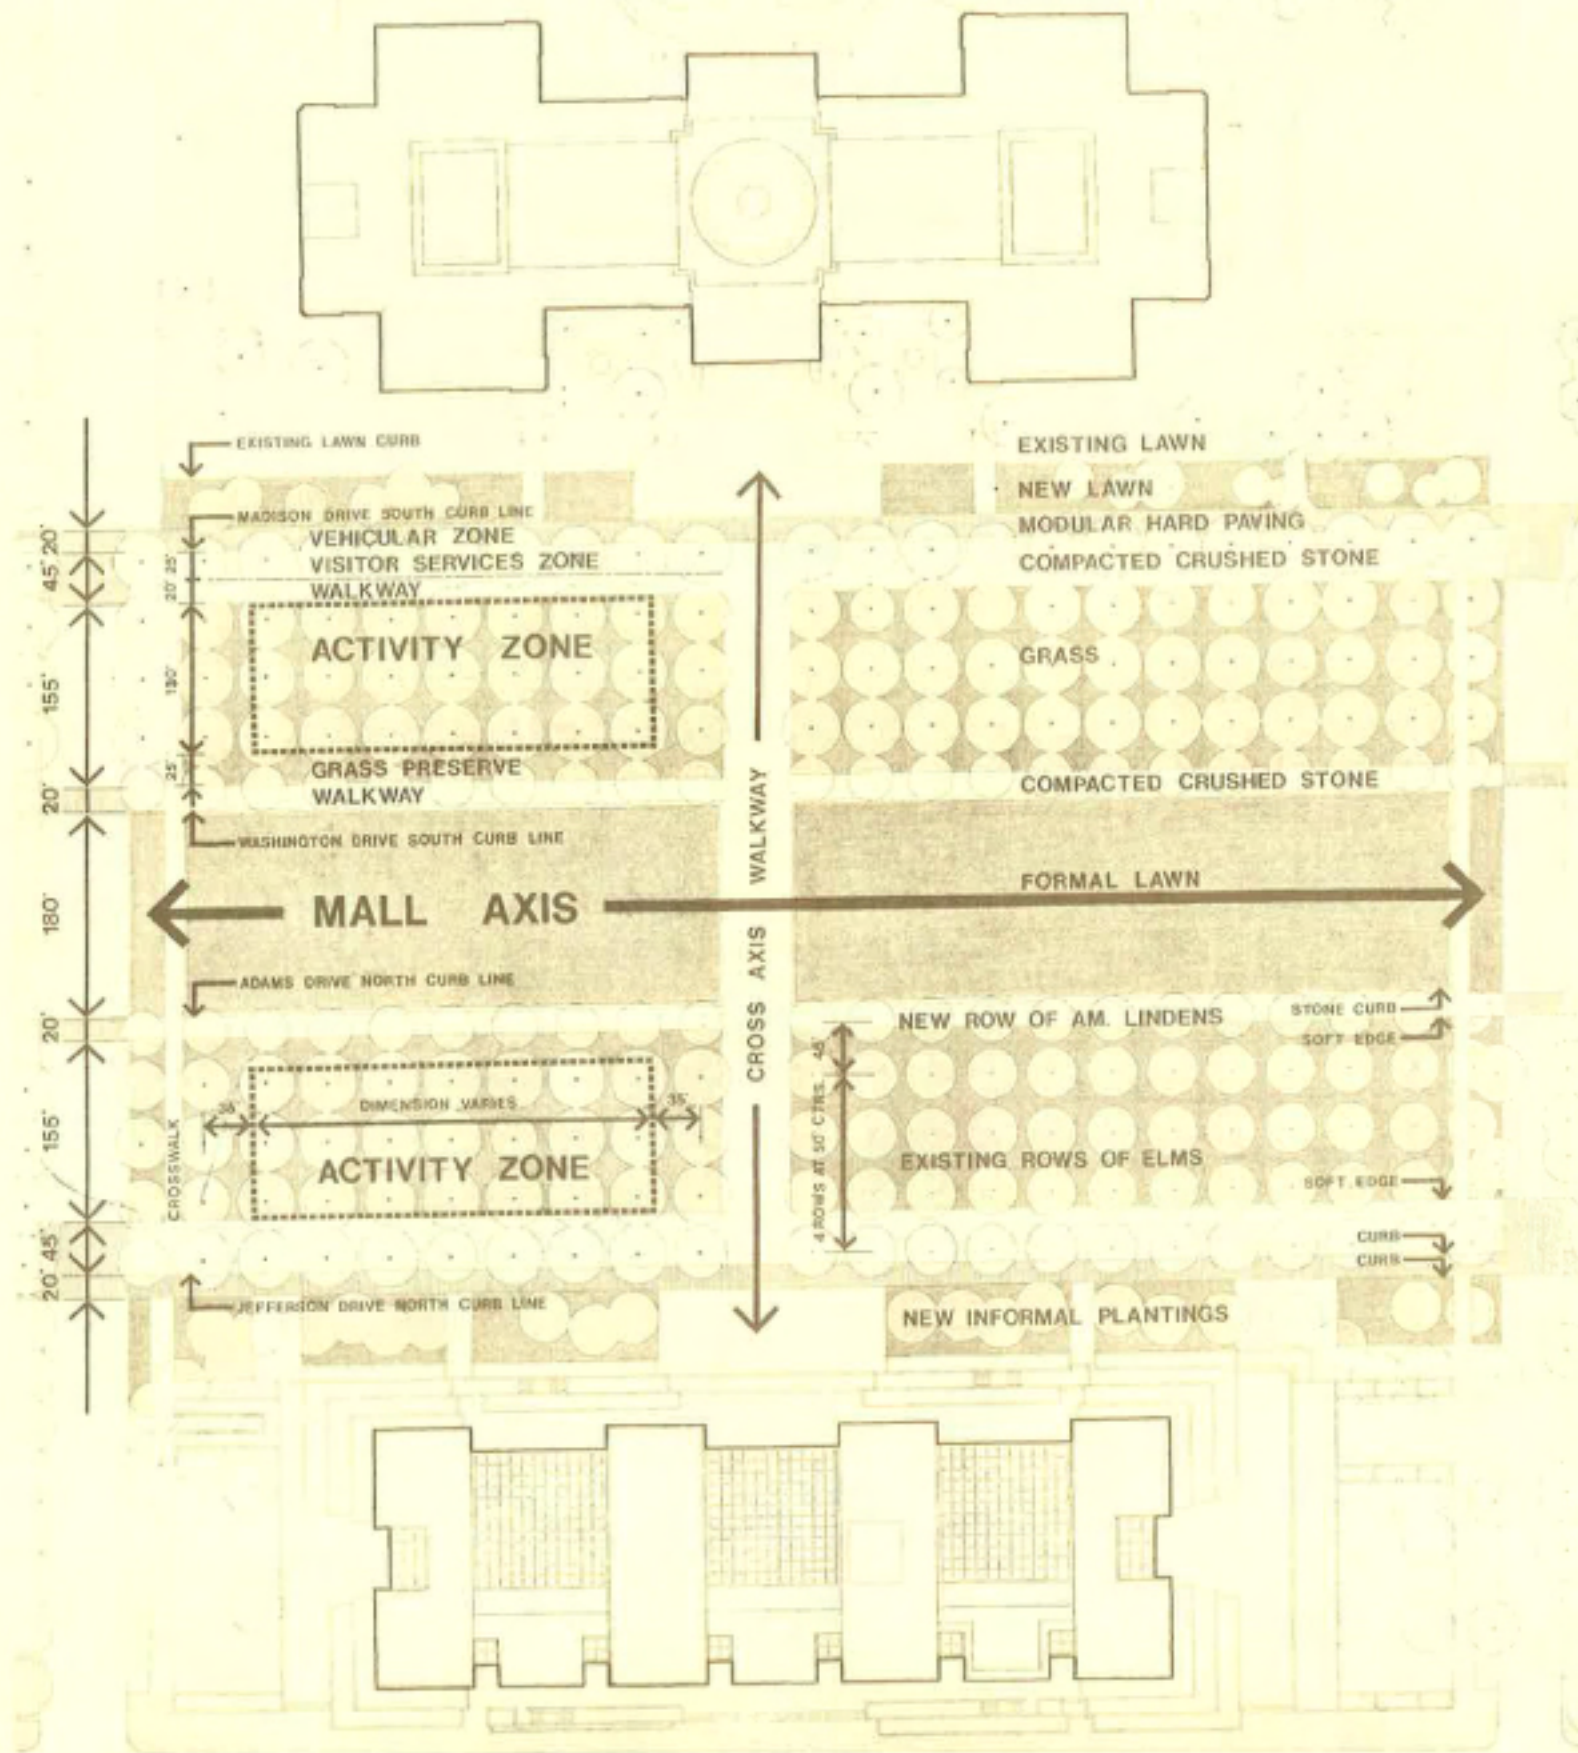 EXISTING LAWN CURB
EXISTING LAWN
NEW LAWN
MADISON DRIVE SOUTH CURB LINE
MODULAR HARD PAVING
VEHICULAR ZONE
VISITOR SERVICES ZONE
COMPACTED CRUSHED STONE
WALKWAY
20'
45'
25'
20'
ACTIVITY ZONE
GRASS
155'
130'
25'
GRASS PRESERVE
COMPACTED CRUSHED STONE
WALKWAY
20'
WASHINGTON DRIVE SOUTH CURB LINE
CROSS AXIS WALKWAY
FORMAL LAWN
MALL AXIS
180'
ADAMS DRIVE NORTH CURB LINE
STONE CURB
NEW ROW OF AM. LINDENS
20'
SOFT EDGE
DIMENSION VARIES
35'
35'
155'
CROSSWALK
4 ROWS AT 50' CTRS.
EXISTING ROWS OF ELMS
ACTIVITY ZONE
SOFT EDGE
45'
CURB
CURB
20'
JEFFERSON DRIVE NORTH CURB LINE
NEW INFORMAL PLANTINGS